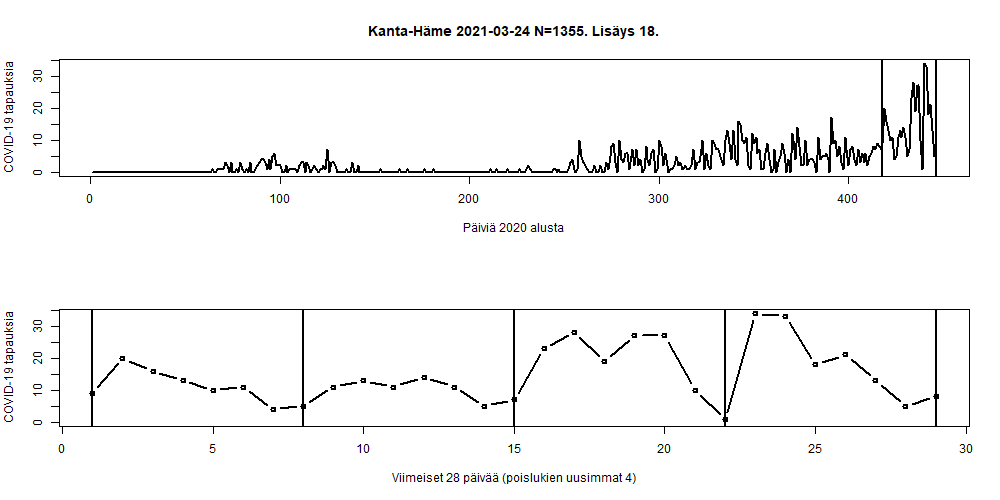 Kanta-Häme 2021-03-24 N=1355. Lisäys 18.
COVID-19 tapauksia
0 10 20 30
0 100 200 300 400
Päiviä 2020 alusta
COVID-19 tapauksia
0 10 20 30
0 5 10 15 20 25 30
Viimeiset 28 päivää (poislukien uusimmat 4)